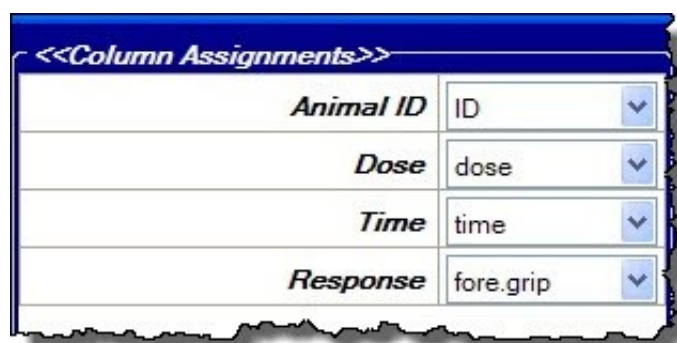 <<Column Assignments>>
Animal ID ID
Dose dose
Time time
Response fore.grip